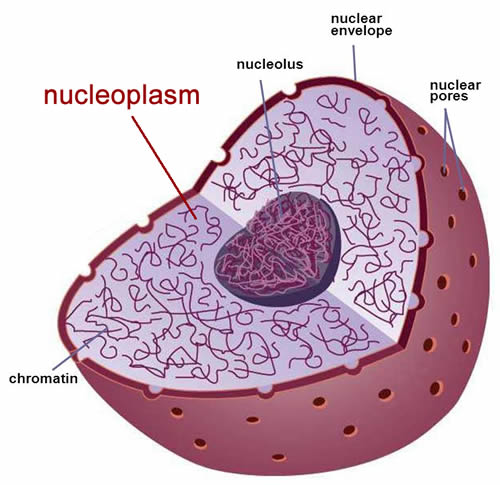 nuclear
envelope
nucleolus
nuclear
pores
nucleoplasm
chromatin